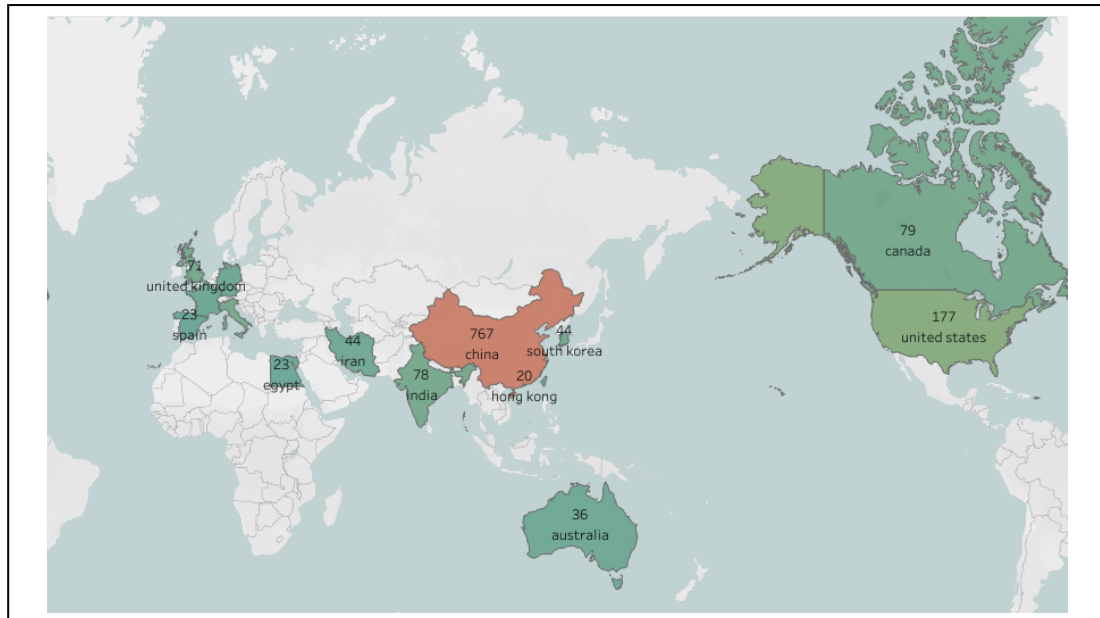 79
canada
177
united states
71
united kingdom
23
spain
44
iran
23
egypt
78
india
767
china
44
south korea
20
hong kong
36
australia